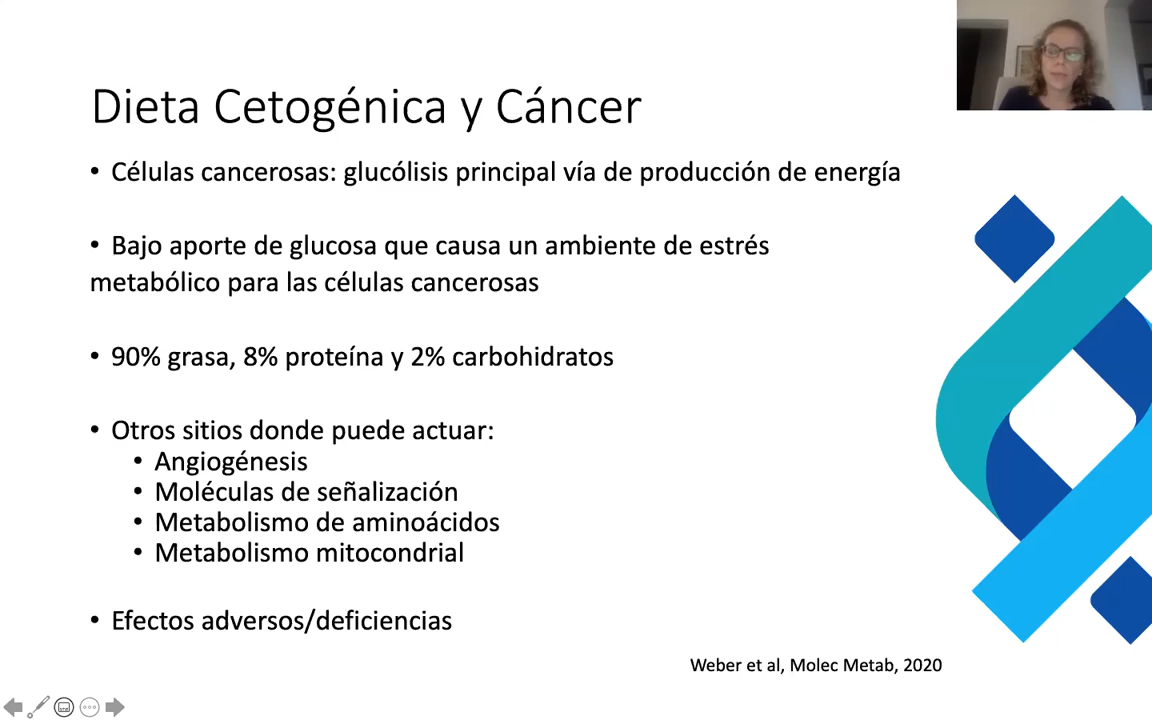 Dieta Cetogénica y Cáncer
• Células cancerosas: glucólisis principal vía de producción de energía
• Bajo aporte de glucosa que causa un ambiente de estrés
metabólico para las células cancerosas
• 90% grasa, 8% proteína y 2% carbohidratos
• Otros sitios donde puede actuar:
• Angiogénesis
• Moléculas de señalización
• Metabolismo de aminoácidos
• Metabolismo mitocondrial
• Efectos adversos/deficiencias
Weber et al, Molec Metab, 2020